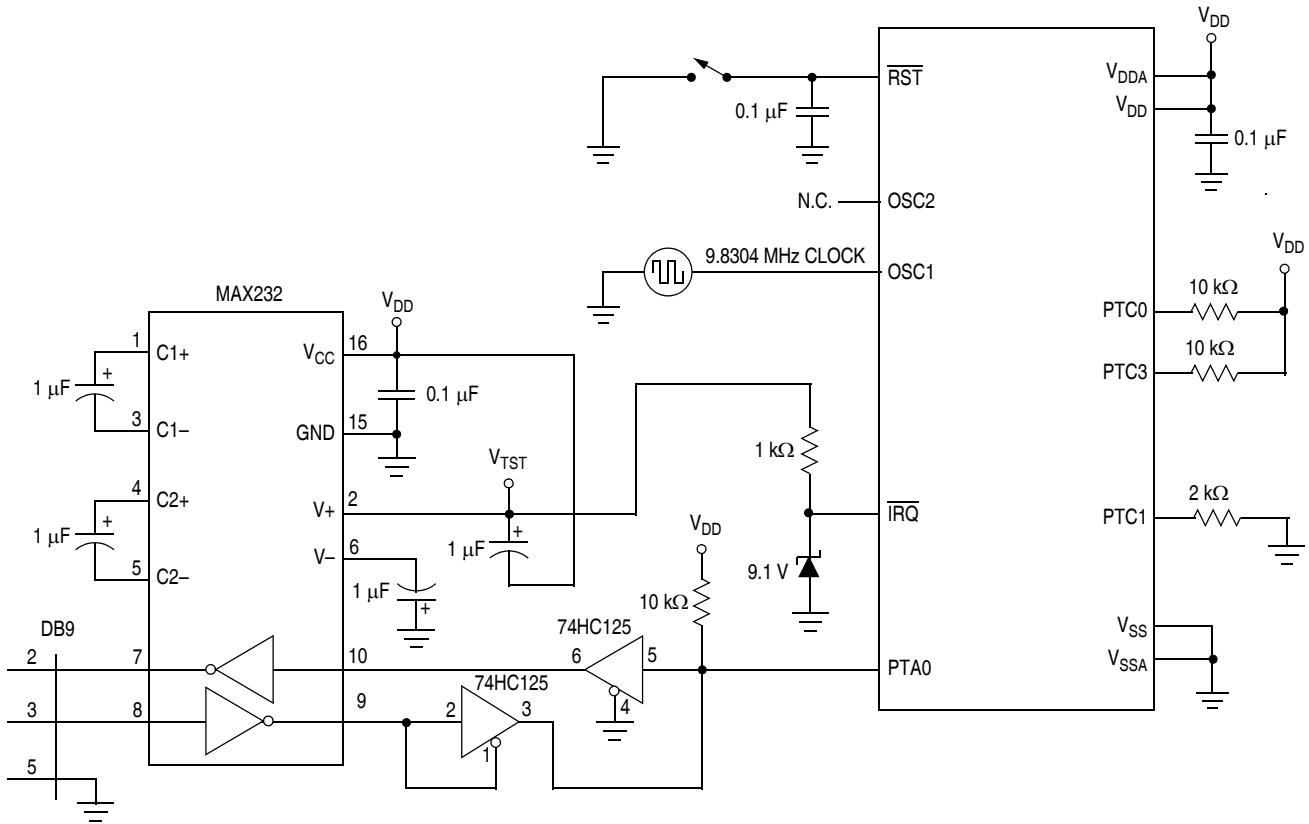 V_DD
RST
V_DDA
V_DD
0.1 μF
0.1 μF
N.C.
OSC2
V_DD
9.8304 MHz CLOCK
OSC1
MAX232
V_DD
10 kΩ
PTC0
1
C1+
V_CC
16
10 kΩ
PTC3
1 μF
+
0.1 μF
3
C1–
GND
15
1 kΩ
V_TST
4
C2+
V+
2
IRQ
2 kΩ
PTC1
1 μF
+
V_DD
+
1 μF
V–
6
5
C2–
1 μF
+
9.1 V
10 kΩ
DB9
74HC125
V_SS
2
7
10
6
5
PTA0
V_SSA
74HC125
4
3
8
9
2
3
1
5